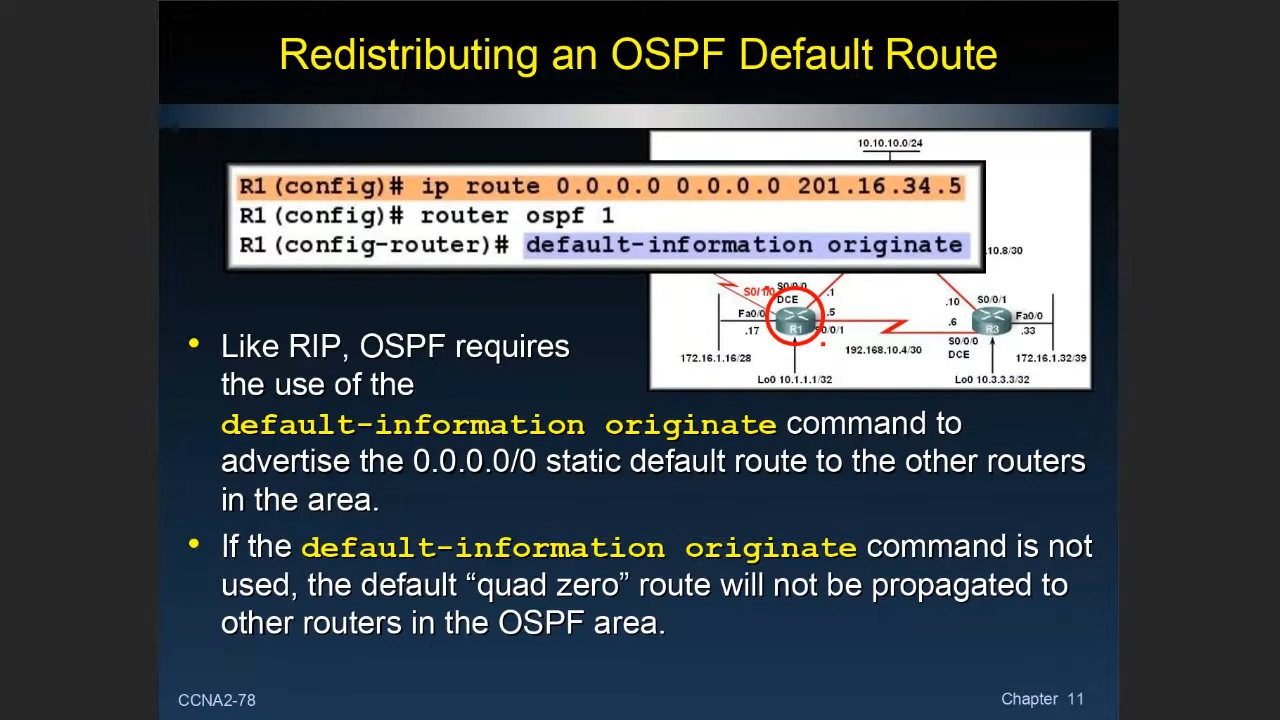 Redistributing an OSPF Default Route
10.10.10.0/24
R1(config)# ip route 0.0.0.0 0.0.0.0 201.16.34.5
R1(config)# router ospf 1
R1(config-router)# default-information originate
.10.8/30
S0/1/0
S0/0/0
DCE
.1
Fa0/0
.17
R1
.5
S0/0/1
172.16.1.16/28
192.168.10.4/30
Lo0 10.1.1.1/32
.10
S0/0/1
.6
R3
Fa0/0
.33
S0/0/0
DCE
172.16.1.32/39
Lo0 10.3.3.3/32
• Like RIP, OSPF requires
the use of the
default-information originate command to
advertise the 0.0.0.0/0 static default route to the other routers
in the area.
• If the default-information originate command is not
used, the default “quad zero” route will not be propagated to
other routers in the OSPF area.
CCNA2-78
Chapter 11